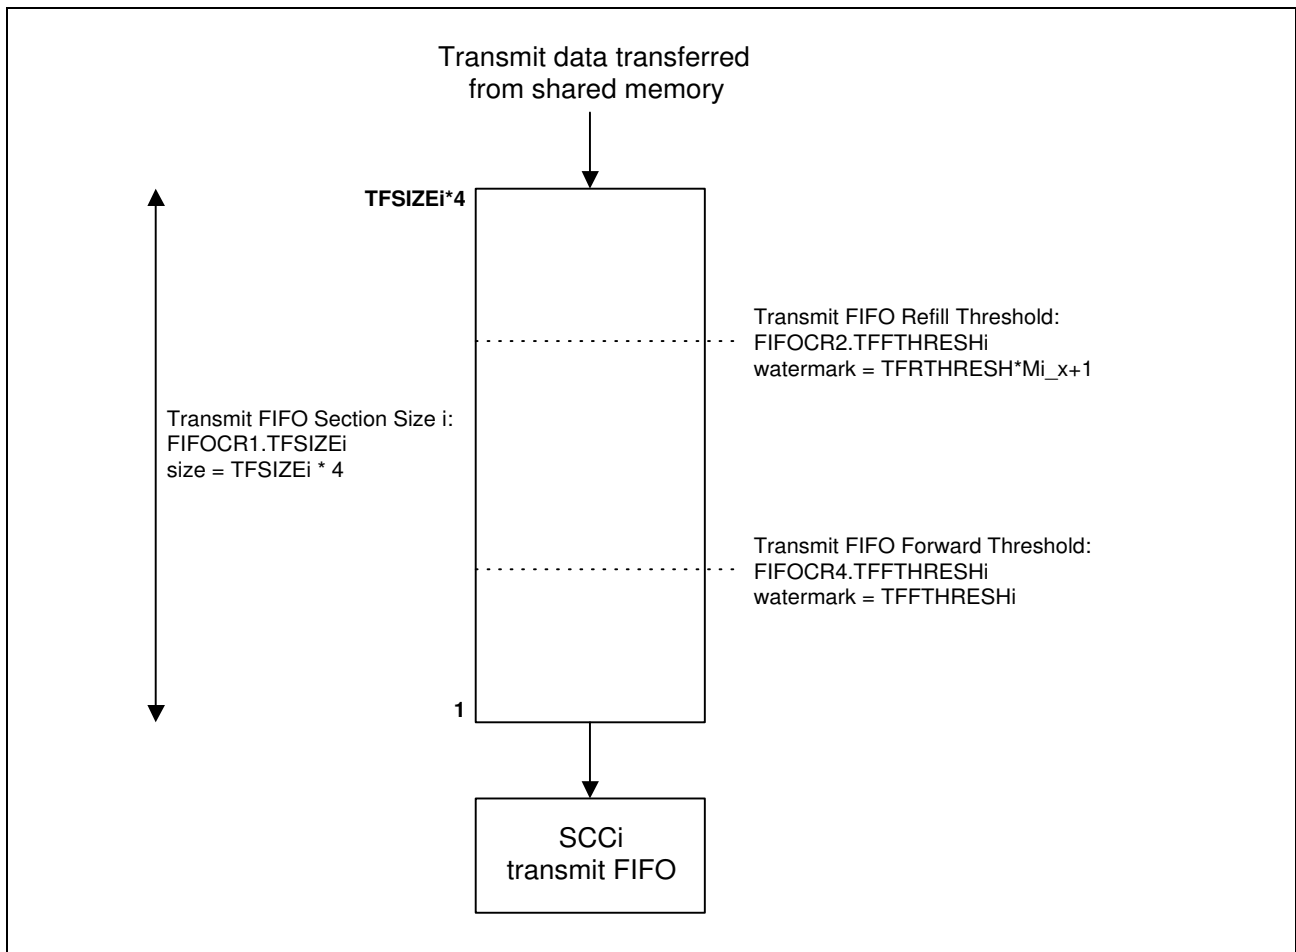 Transmit data transferred
from shared memory
TFSIZEi*4
Transmit FIFO Refill Threshold:
FIFOCR2.TFFTHRESHi
watermark = TFRTHRESH*Mi_x+1
Transmit FIFO Section Size i:
FIFOCR1.TFSIZEi
size = TFSIZEi * 4
Transmit FIFO Forward Threshold:
FIFOCR4.TFFTHRESHi
watermark = TFFTHRESHi
1
SCCi
transmit FIFO